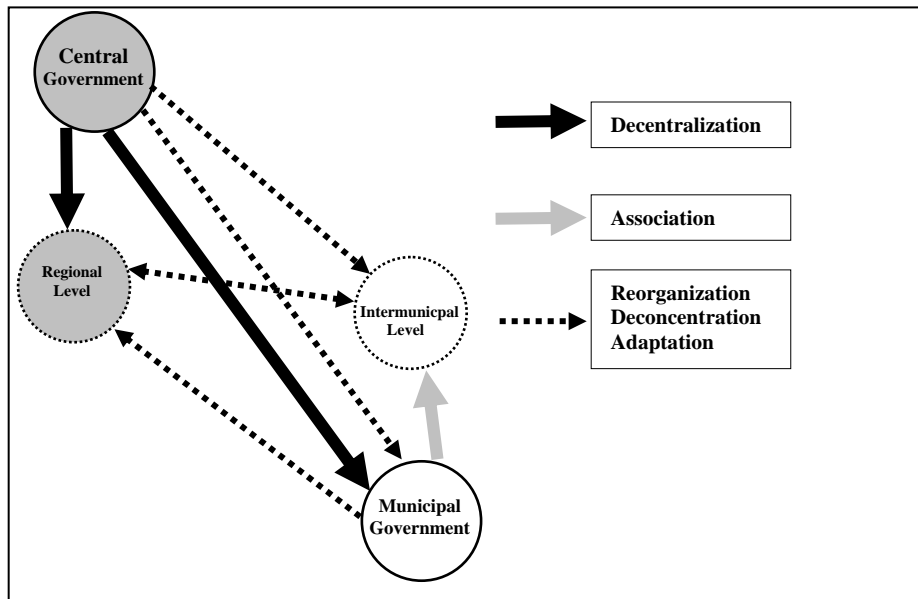 Central
Government
Decentralization
Association
Regional
Level
Intermunicpal
Level
Reorganization
Deconcentration
Adaptation
Municipal
Government